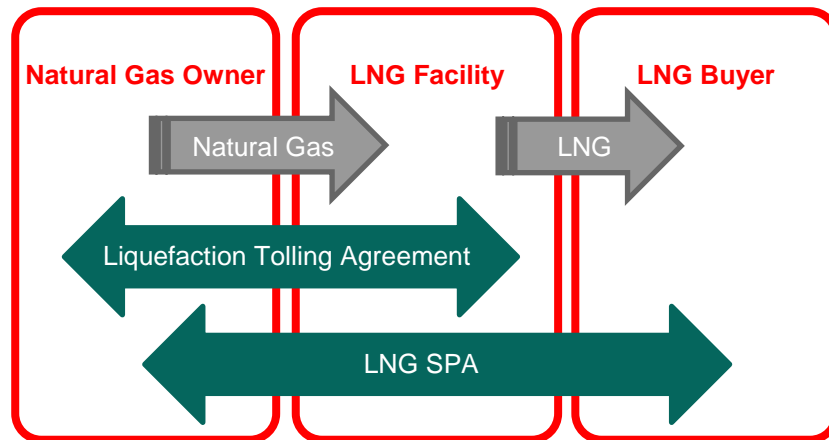 Natural Gas Owner
LNG Facility
LNG Buyer
Natural Gas
LNG
Liquefaction Tolling Agreement
LNG SPA